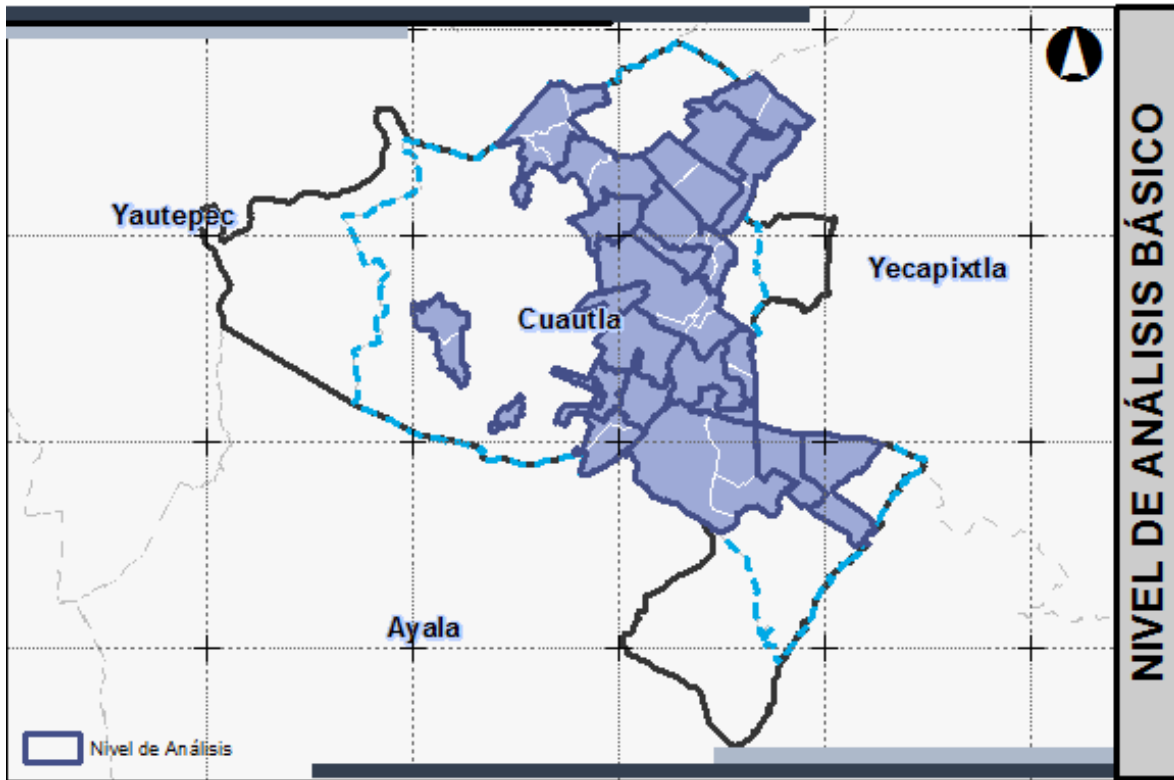 Yautepec
Yecapixtla
Cuautla
Ayala
Nivel de Análisis
NIVEL DE ANÁLISIS BÁSICO